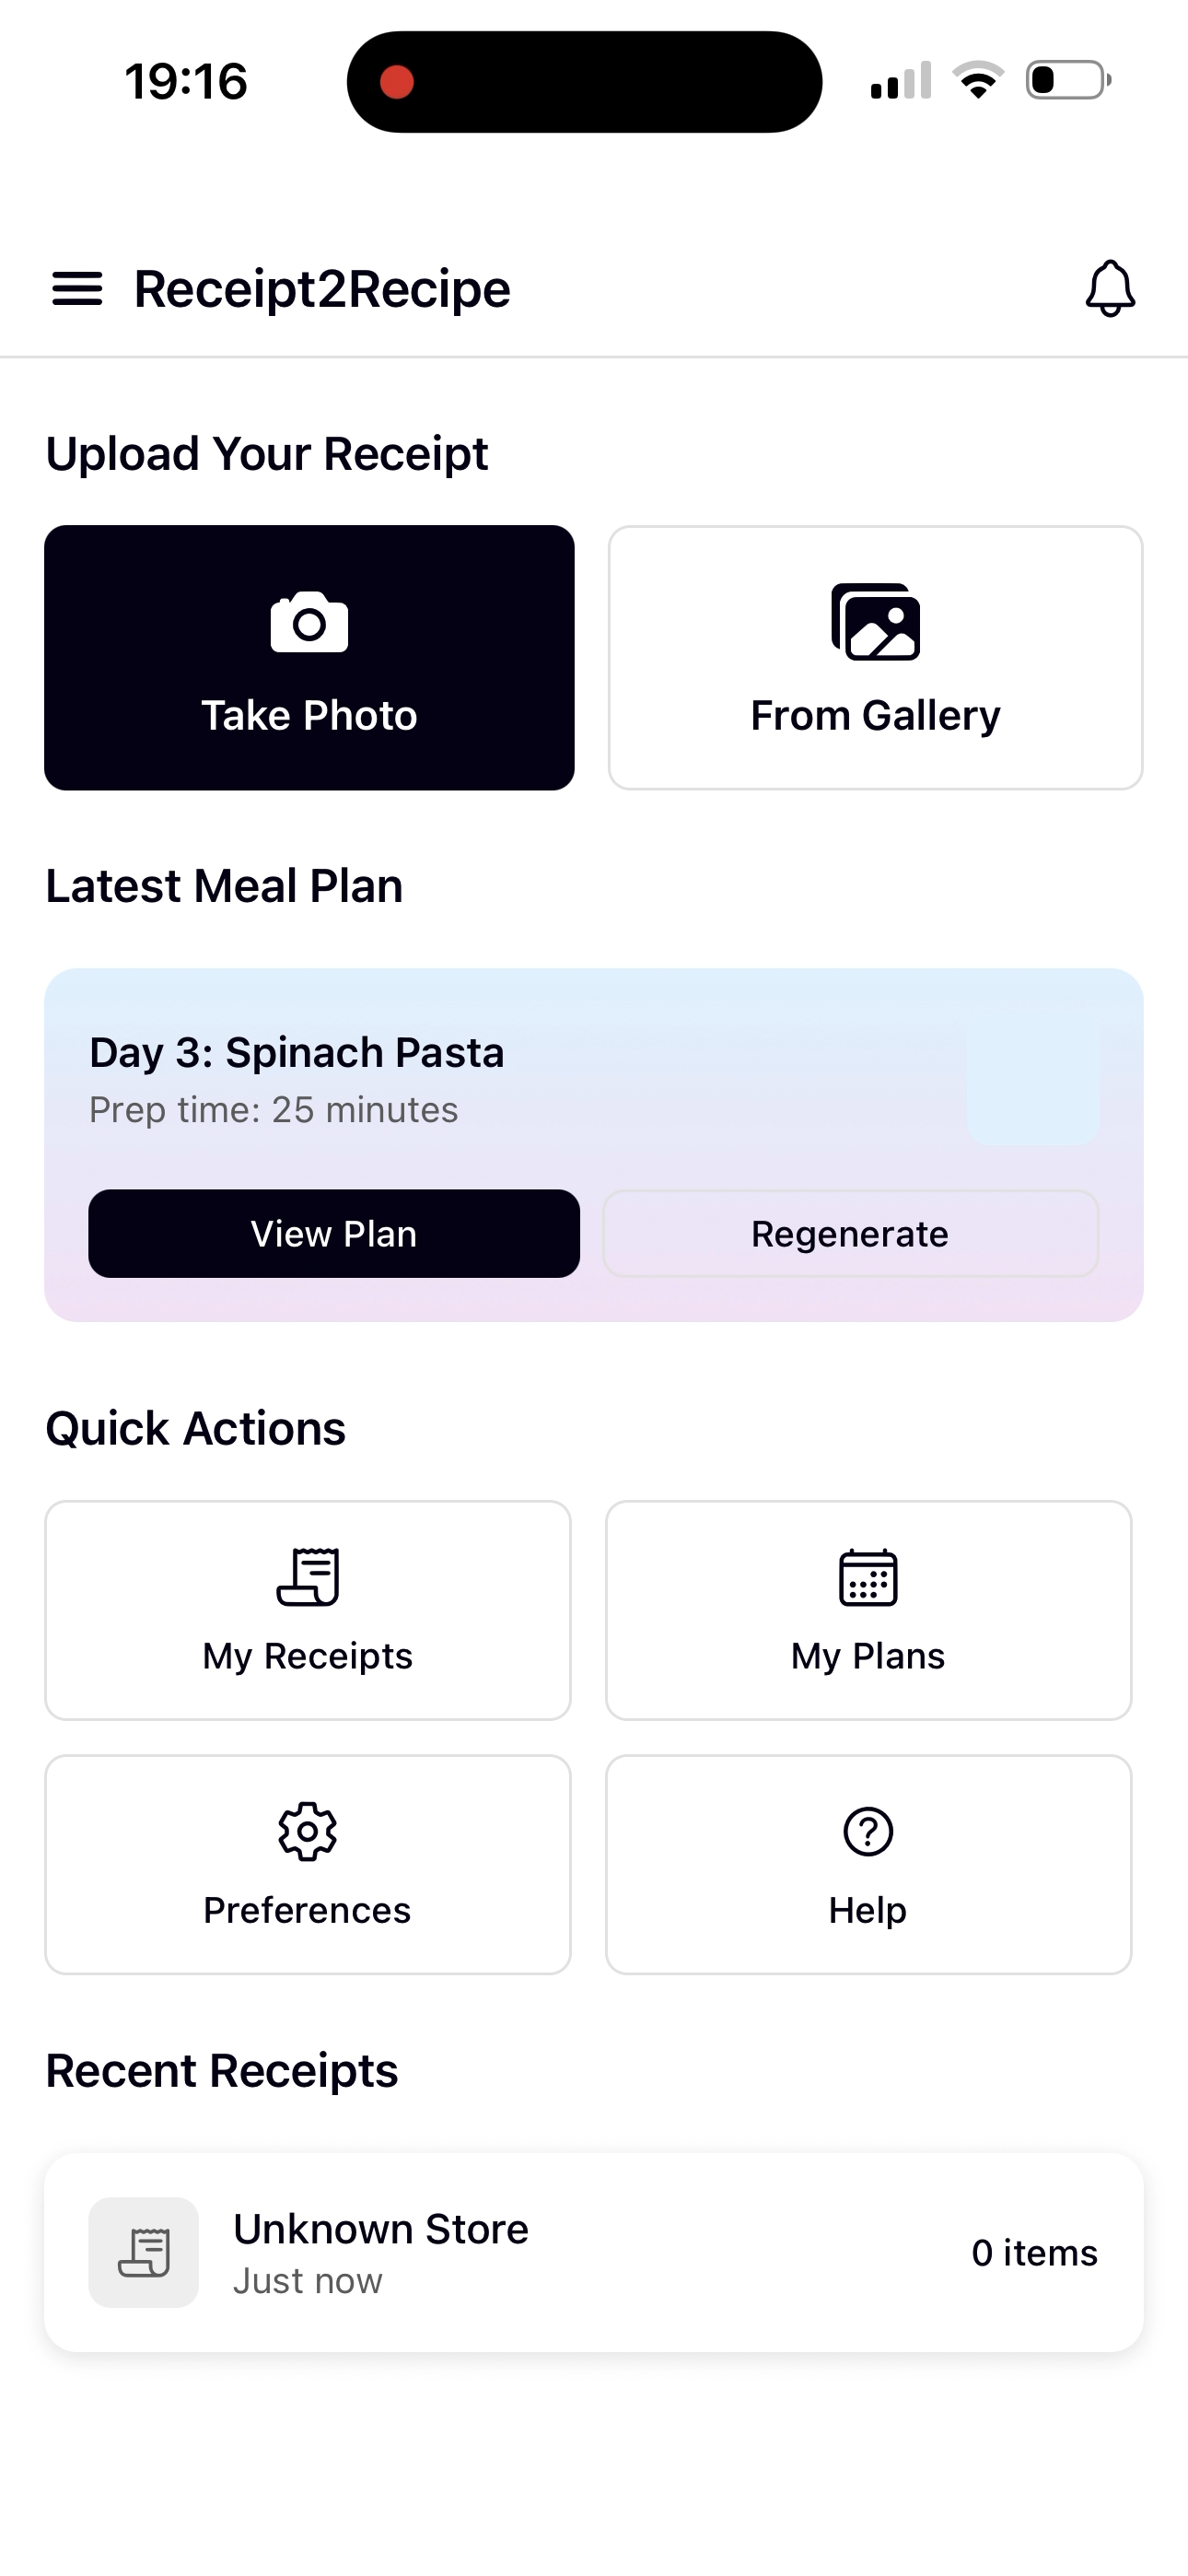 19:16
Receipt2Recipe
Upload Your Receipt
Take Photo
From Gallery
Latest Meal Plan
Day 3: Spinach Pasta
Prep time: 25 minutes
View Plan
Regenerate
Quick Actions
My Receipts
My Plans
Preferences
Help
Recent Receipts
Unknown Store
Just now
0 items